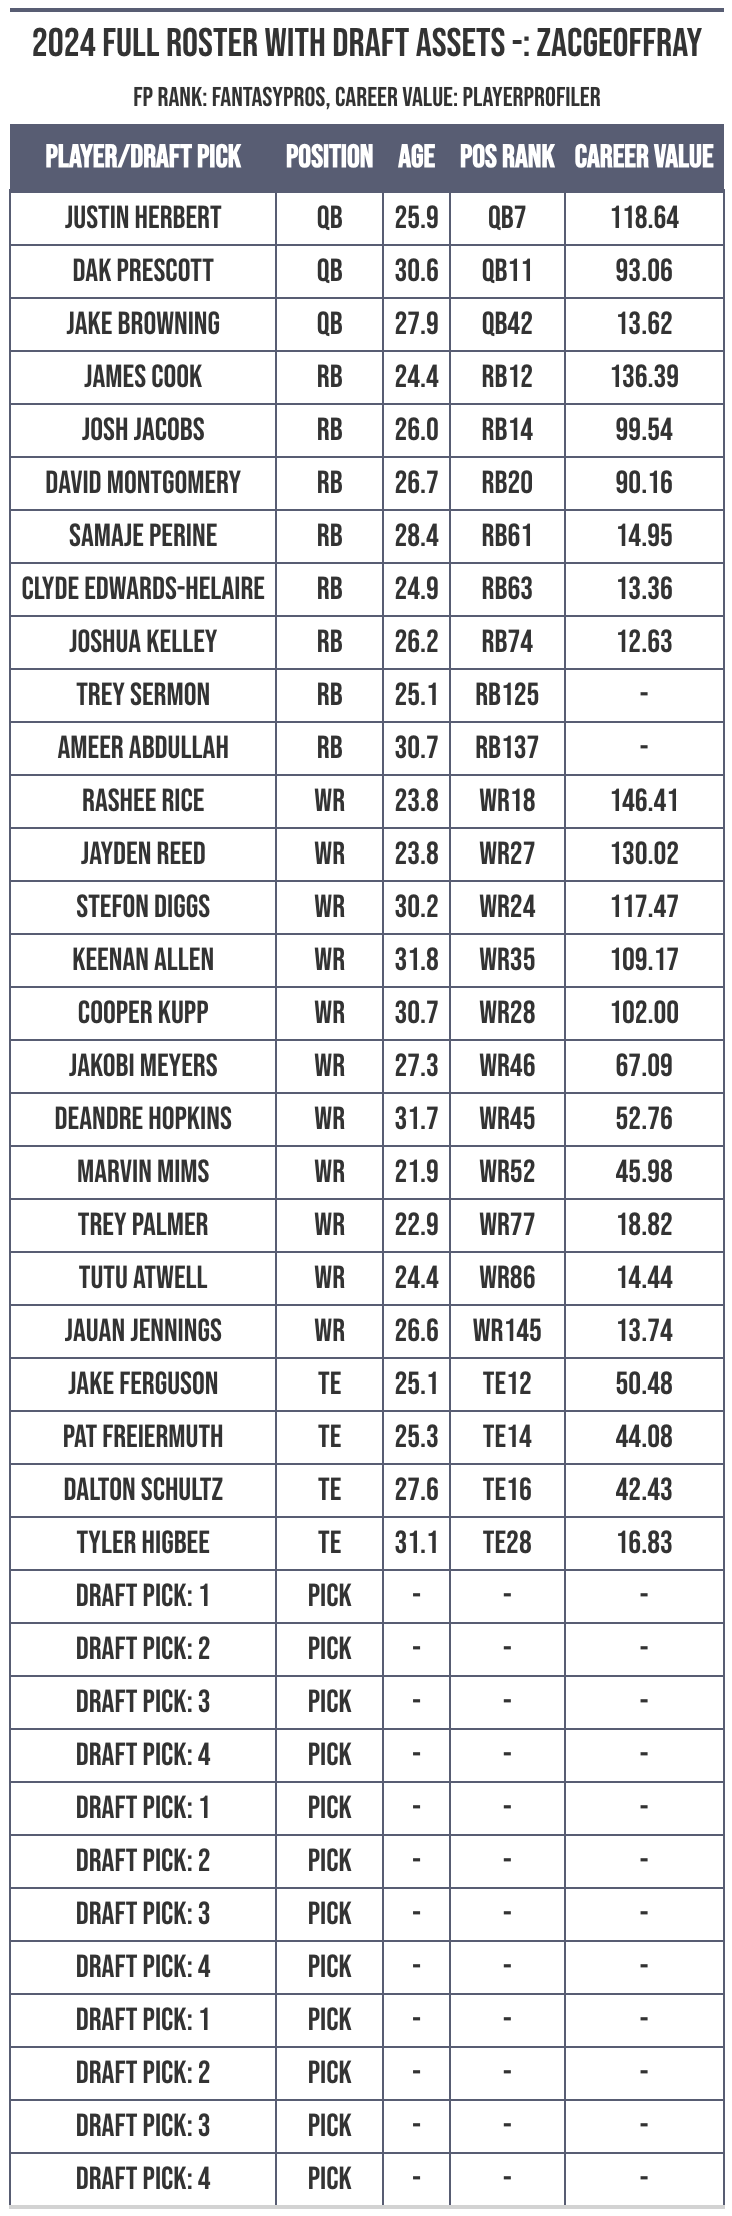 2024 FULL ROSTER WITH DRAFT ASSETS -: ZACGEOFFRAY
FP RANK: FANTASYPROS, CAREER VALUE: PLAYERPROFILER
PLAYER/DRAFT PICK POSITION AGE POS RANK CAREER VALUE
JUSTIN HERBERT QB 25.9 QB7 118.64
DAK PRESCOTT QB 30.6 QB11 93.06
JAKE BROWNING QB 27.9 QB42 13.62
JAMES COOK RB 24.4 RB12 136.39
JOSH JACOBS RB 26.0 RB14 99.54
DAVID MONTGOMERY RB 26.7 RB20 90.16
SAMAJE PERINE RB 28.4 RB61 14.95
CLYDE EDWARDS-HELAIRE RB 24.9 RB63 13.36
JOSHUA KELLEY RB 26.2 RB74 12.63
TREY SERMON RB 25.1 RB125 -
AMEER ABDULLAH RB 30.7 RB137 -
RASHEE RICE WR 23.8 WR18 146.41
JAYDEN REED WR 23.8 WR27 130.02
STEFON DIGGS WR 30.2 WR24 117.47
KEENAN ALLEN WR 31.8 WR35 109.17
COOPER KUPP WR 30.7 WR28 102.00
JAKOBI MEYERS WR 27.3 WR46 67.09
DEANDRE HOPKINS WR 31.7 WR45 52.76
MARVIN MIMS WR 21.9 WR52 45.98
TREY PALMER WR 22.9 WR77 18.82
TUTU ATWELL WR 24.4 WR86 14.44
JAUAN JENNINGS WR 26.6 WR145 13.74
JAKE FERGUSON TE 25.1 TE12 50.48
PAT FREIERMUTH TE 25.3 TE14 44.08
DALTON SCHULTZ TE 27.6 TE16 42.43
TYLER HIGBEE TE 31.1 TE28 16.83
DRAFT PICK: 1 PICK - - -
DRAFT PICK: 2 PICK - - -
DRAFT PICK: 3 PICK - - -
DRAFT PICK: 4 PICK - - -
DRAFT PICK: 1 PICK - - -
DRAFT PICK: 2 PICK - - -
DRAFT PICK: 3 PICK - - -
DRAFT PICK: 4 PICK - - -
DRAFT PICK: 1 PICK - - -
DRAFT PICK: 2 PICK - - -
DRAFT PICK: 3 PICK - - -
DRAFT PICK: 4 PICK - - -